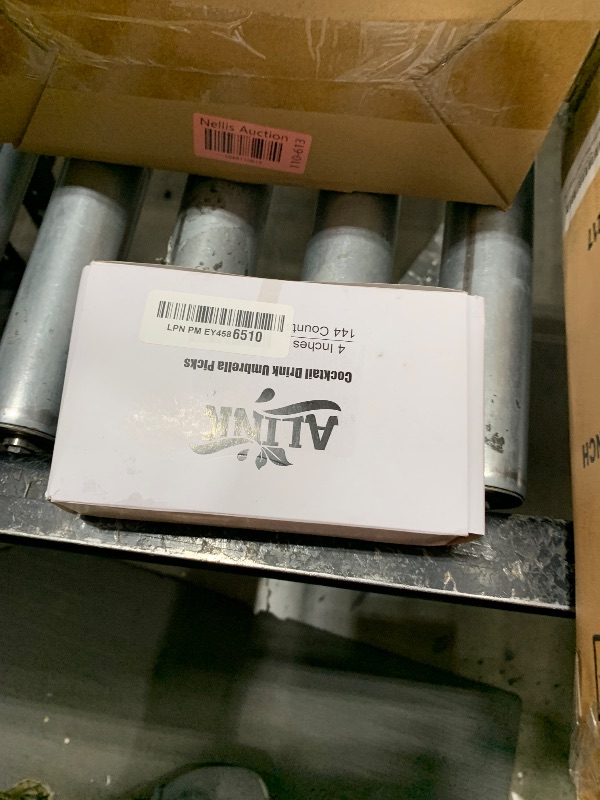 Nellis Auction
110-613
LPN PM EY4586510
ALINK
Cocktail Drink Umbrella Picks
4 Inches
144 Count